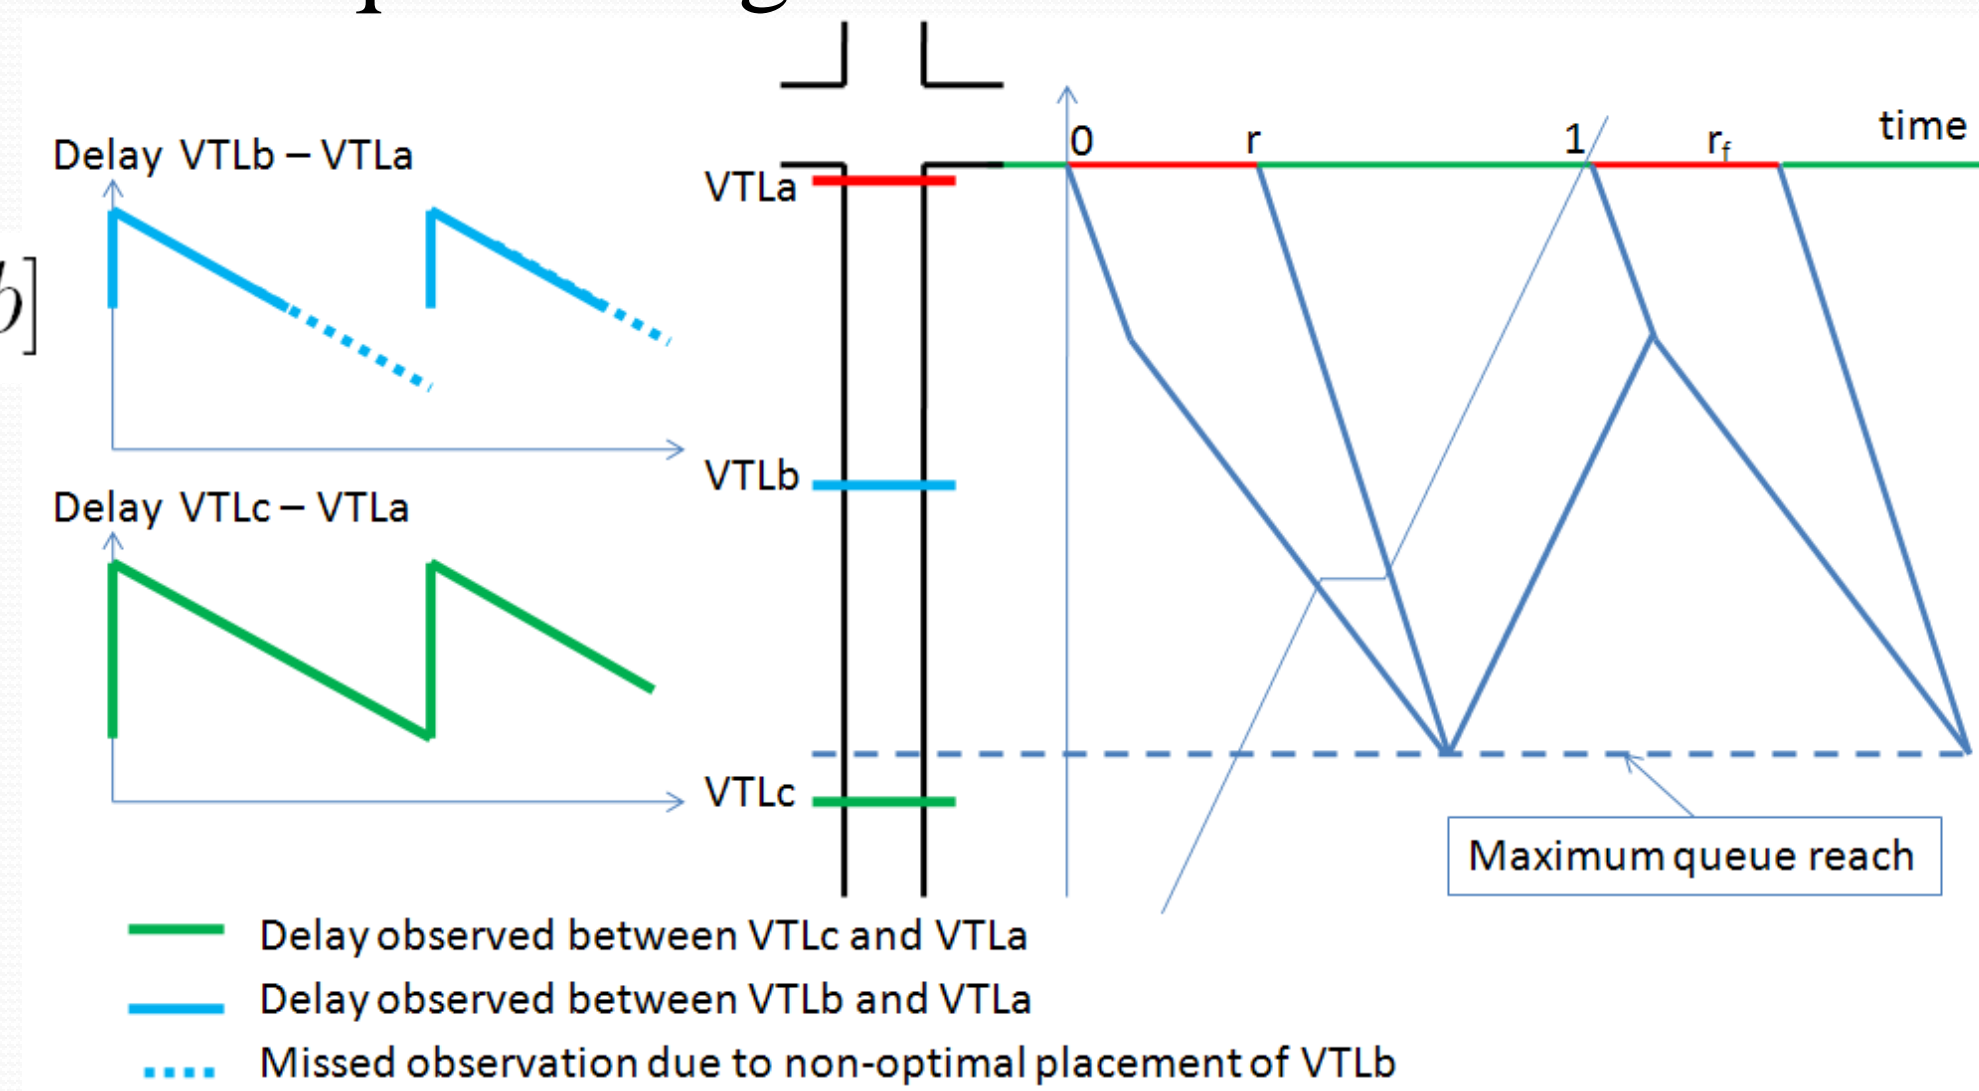 b]
Delay VTLb – VTLa
Delay VTLc – VTLa
VTLa
VTLb
VTLc
0
r
1
r_f
time
Maximum queue reach
Delay observed between VTLc and VTLa
Delay observed between VTLb and VTLa
Missed observation due to non-optimal placement of VTLb